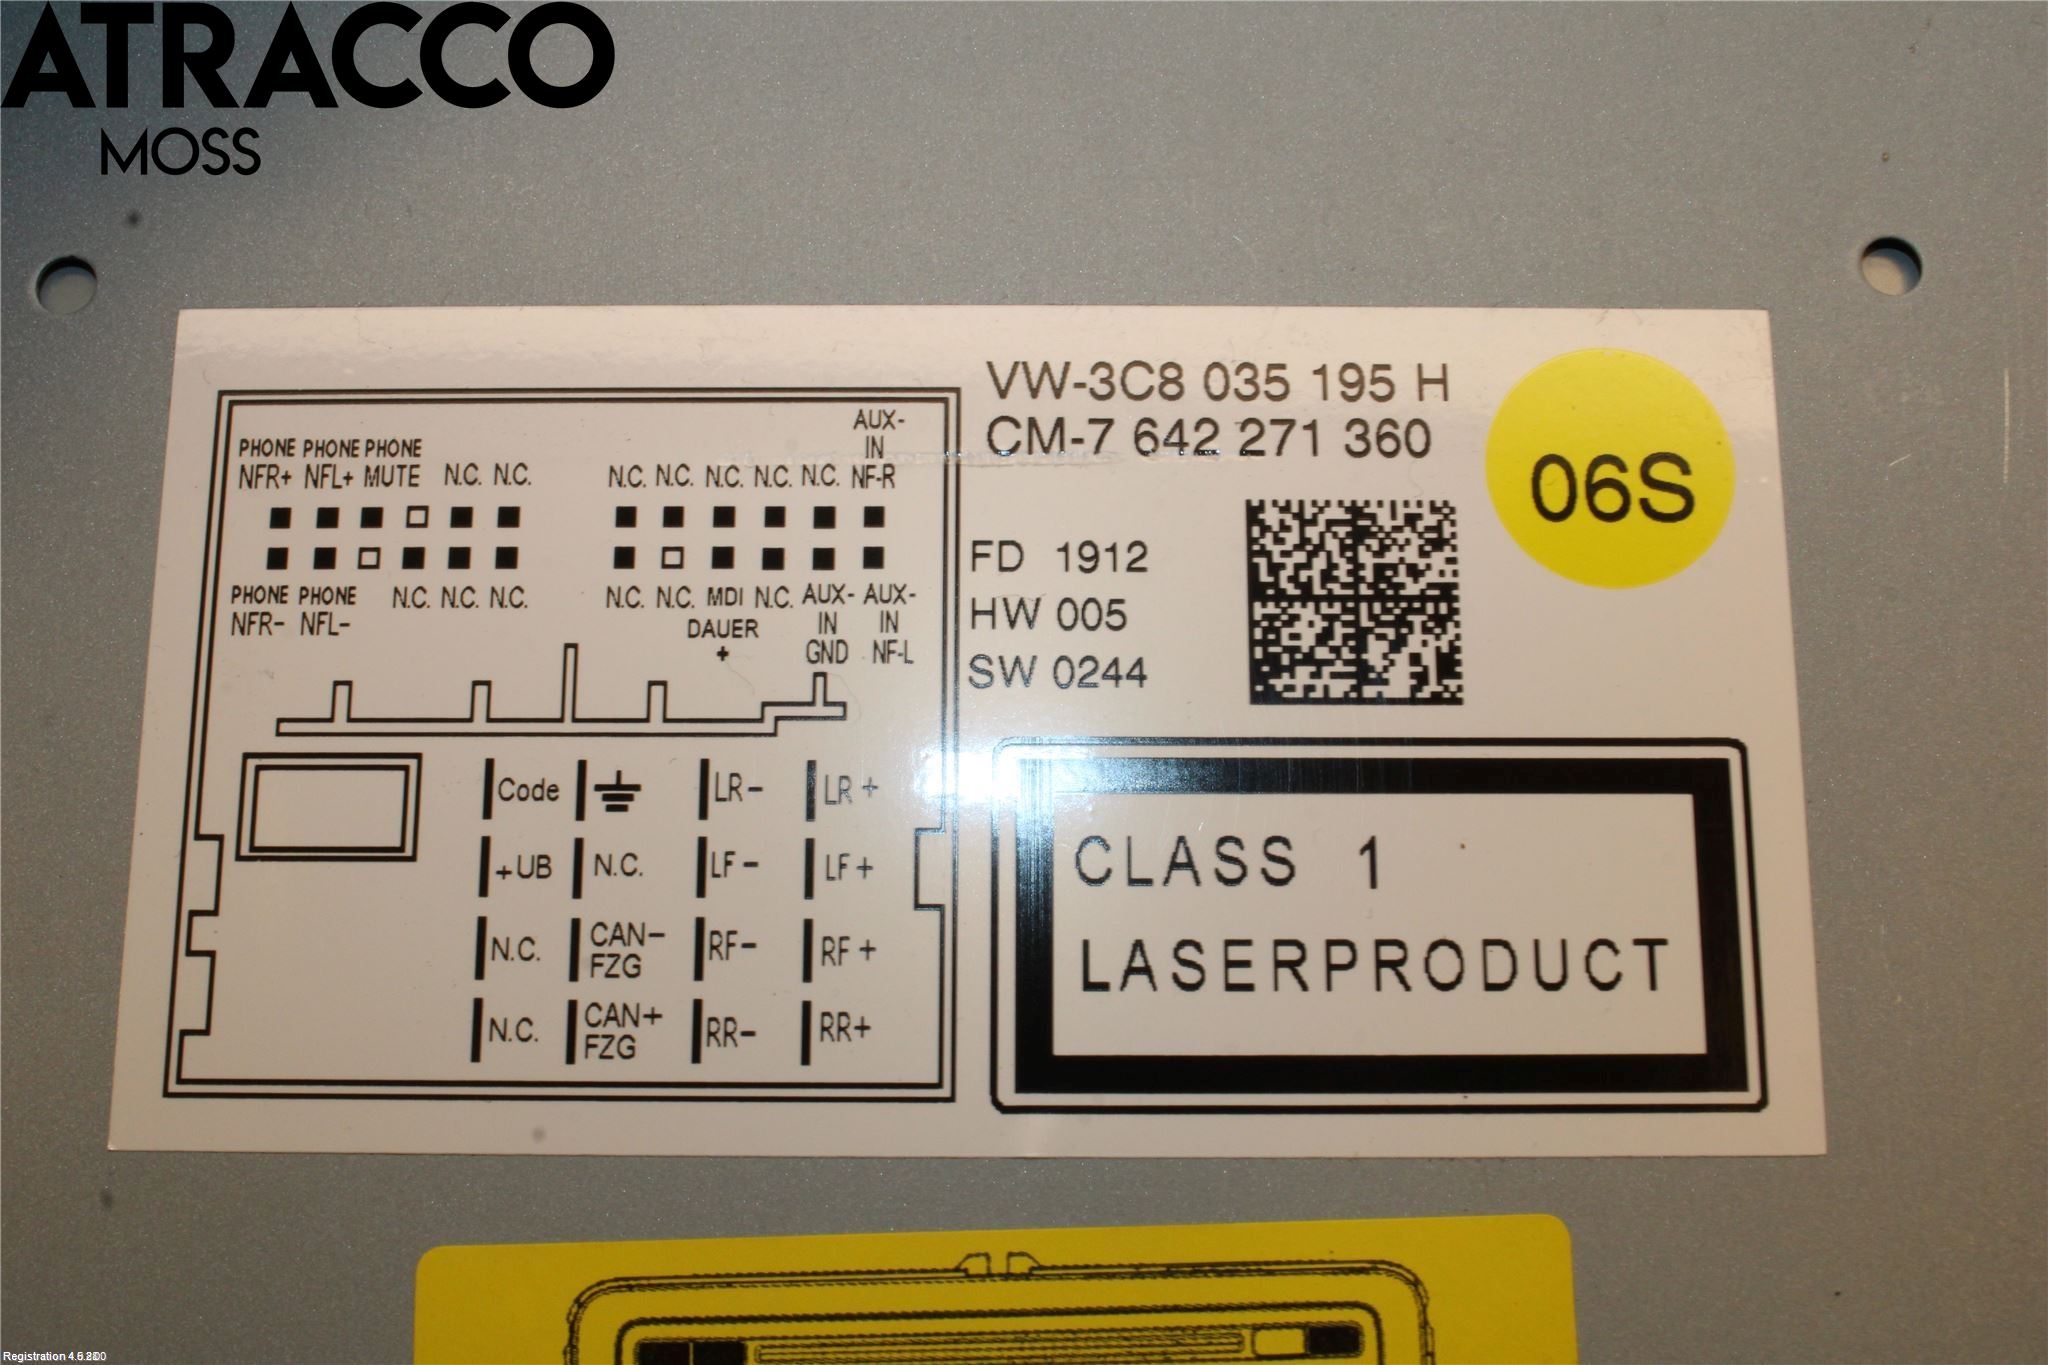 ATRACCO
MOSS
VW-3C8 035 195 H
CM-7 642 271 360
06S
FD 1912
HW 005
SW 0244
PHONE PHONE PHONE
NFR+ NFL+ MUTE N.C. N.C.
AUX-
IN
N.C. N.C. N.C. N.C. N.C. NF-R
PHONE PHONE N.C. N.C. N.C.
NFR- NFL-
N.C. N.C. MDI N.C. AUX- AUX-
DAUER IN IN
+ GND NF-L
Code LR- LR+
+UB N.C. LF- LF+
N.C. CAN- FZG RF- RF+
N.C. CAN+ FZG RR- RR+
CLASS 1
LASERPRODUCT
Registration